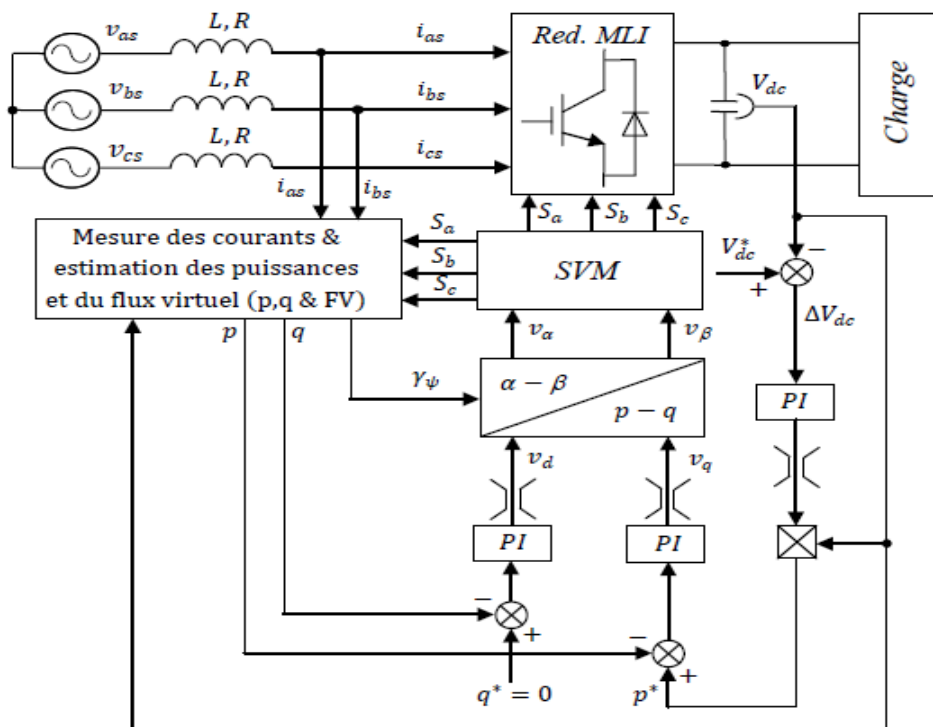 v_as
L, R
i_as
Red. MLI
v_bs
L, R
i_bs
V_dc
Charge
v_cs
L, R
i_cs
i_as
i_bs
S_a
S_b
S_c
Mesure des courants &
estimation des puissances
et du flux virtuel (p,q & FV)
S_a
S_b
S_c
SVM
V_dc^*
−
+
ΔV_dc
p
q
v_α
v_β
γ_ψ
α − β
p − q
PI
v_d
v_q
PI
PI
−
+
−
+
q^* = 0
p^*